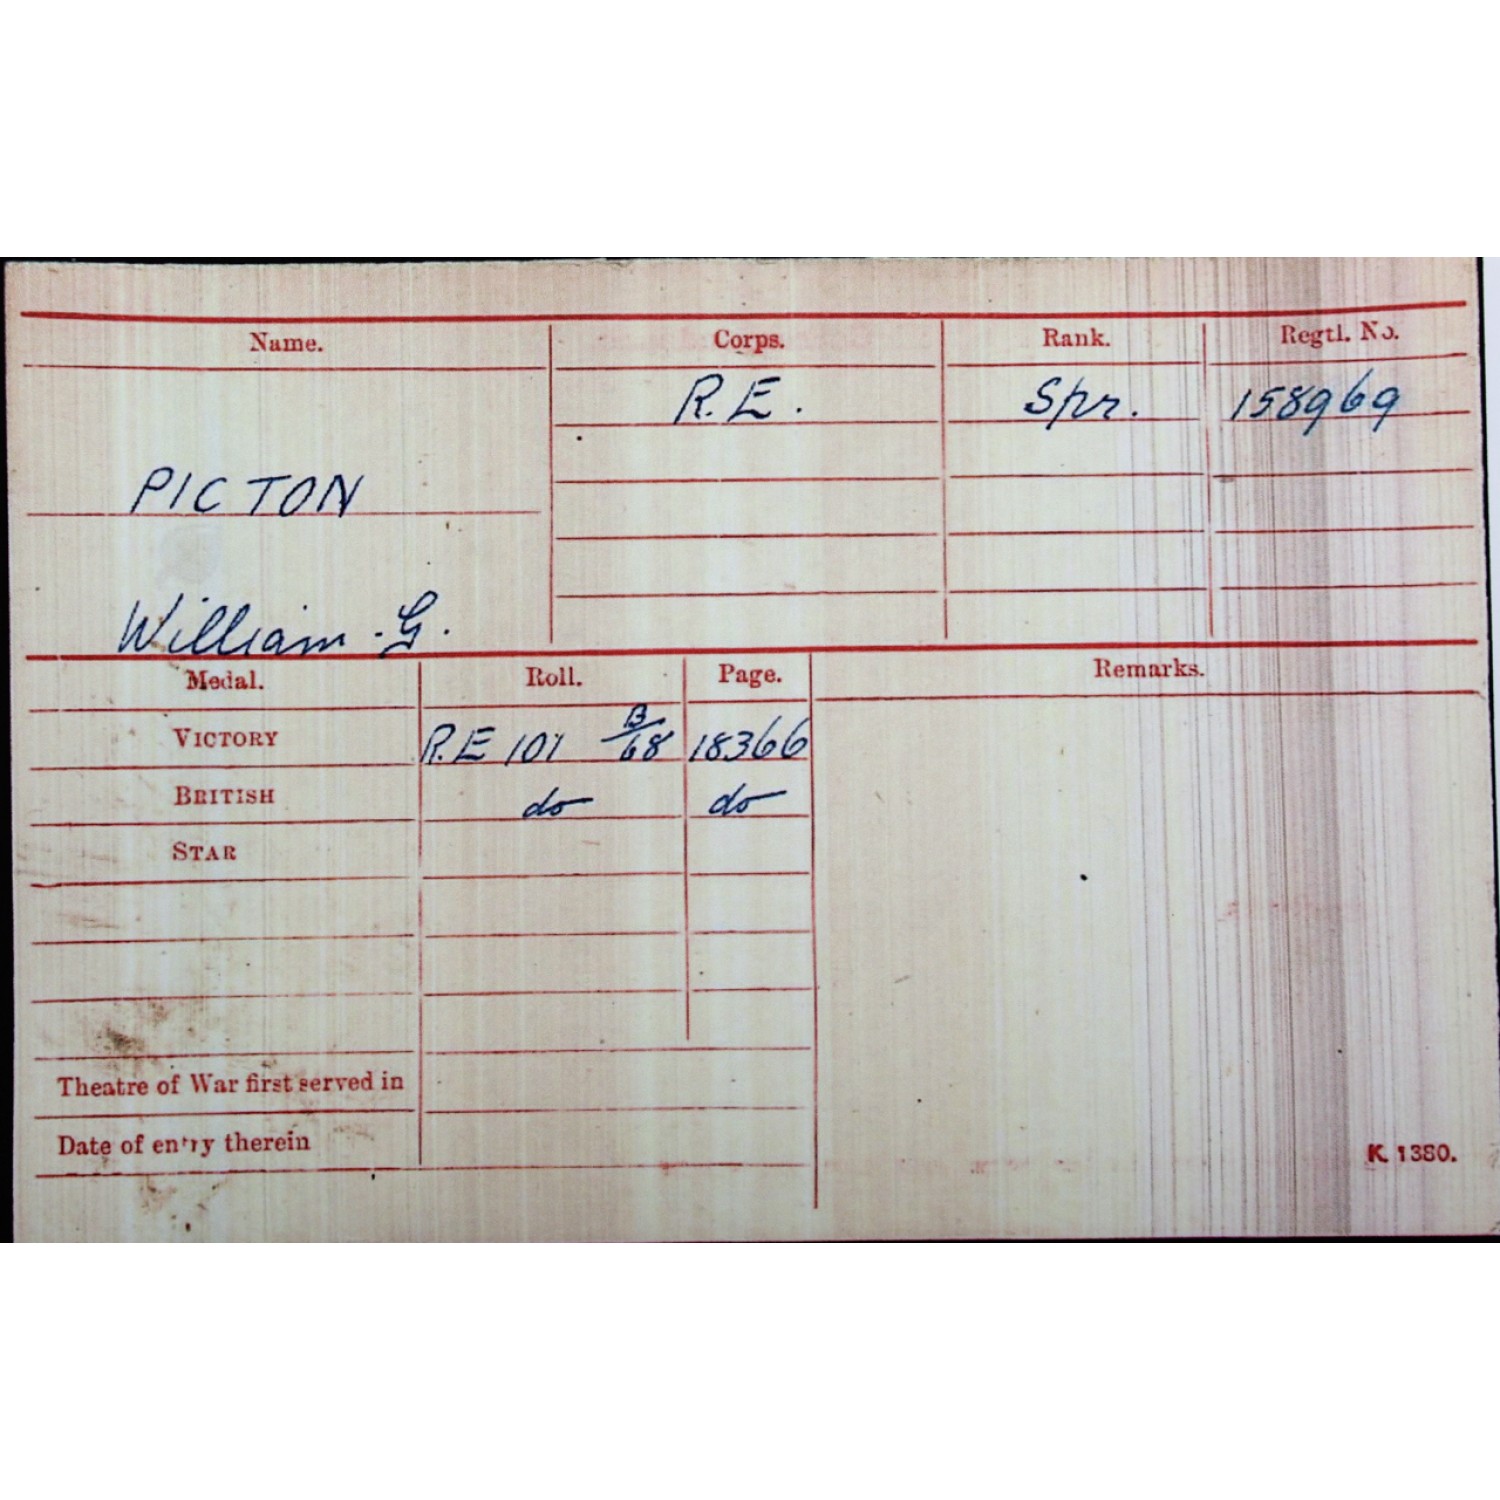 Name. Corps. Rank. Regtl. No.
R.E. Spr. 158969
PICTON
William .G.
Medal. Roll. Page. Remarks.
VICTORY R.E 101 B/68 18366
BRITISH do do
STAR
Theatre of War first served in
Date of entry therein
K. 1380.